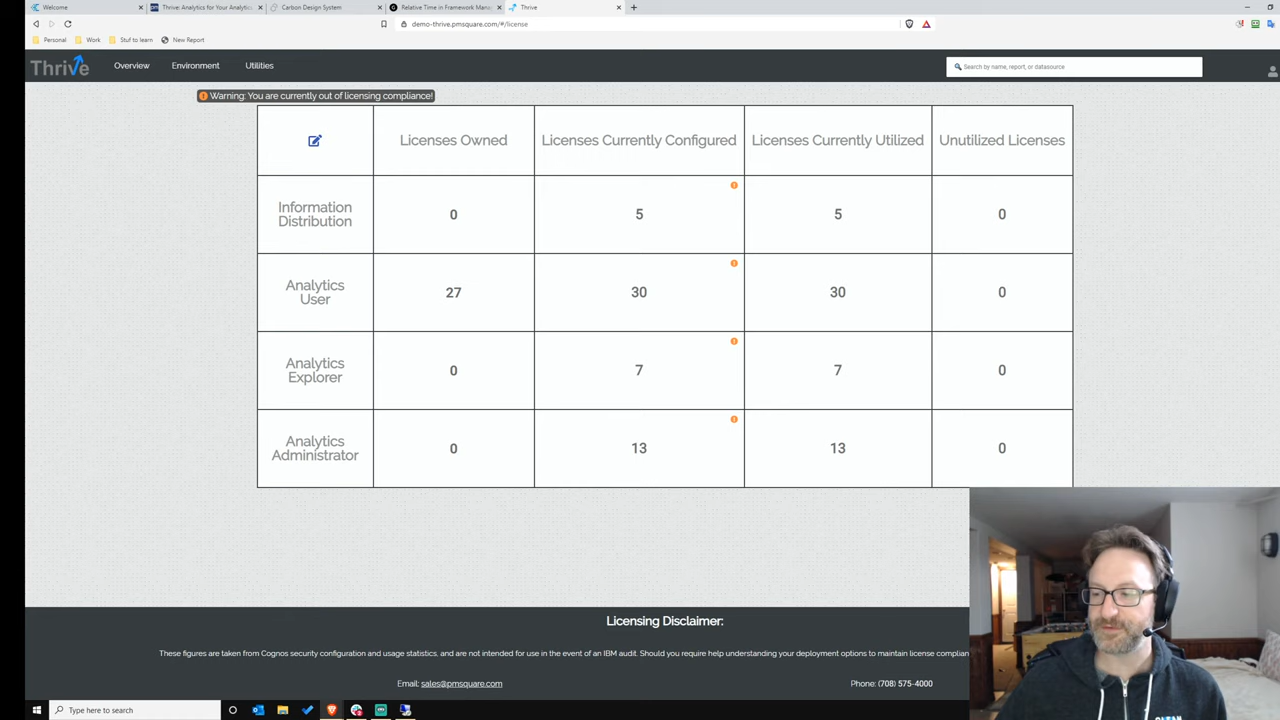 Welcome
Thrive: Analytics for Your Analytics
Carbon Design System
Relative Time in Framework Mana
Thrive
demo-thrive.pmsquare.com/#/license
Personal
Work
Stuf to learn
New Report
Thrive
Overview
Environment
Utilities
Search by name, report, or datasource
Warning: You are currently out of licensing compliance!
Licenses Owned
Licenses Currently Configured
Licenses Currently Utilized
Unutilized Licenses
Information
Distribution
0
5
5
0
Analytics
User
27
30
30
0
Analytics
Explorer
0
7
7
0
Analytics
Administrator
0
13
13
0
Licensing Disclaimer:
These figures are taken from Cognos security configuration and usage statistics, and are not intended for use in the event of an IBM audit. Should you require help understanding your deployment options to maintain license complian
Email: sales@pmsquare.com
Phone: (708) 575-4000
Type here to search